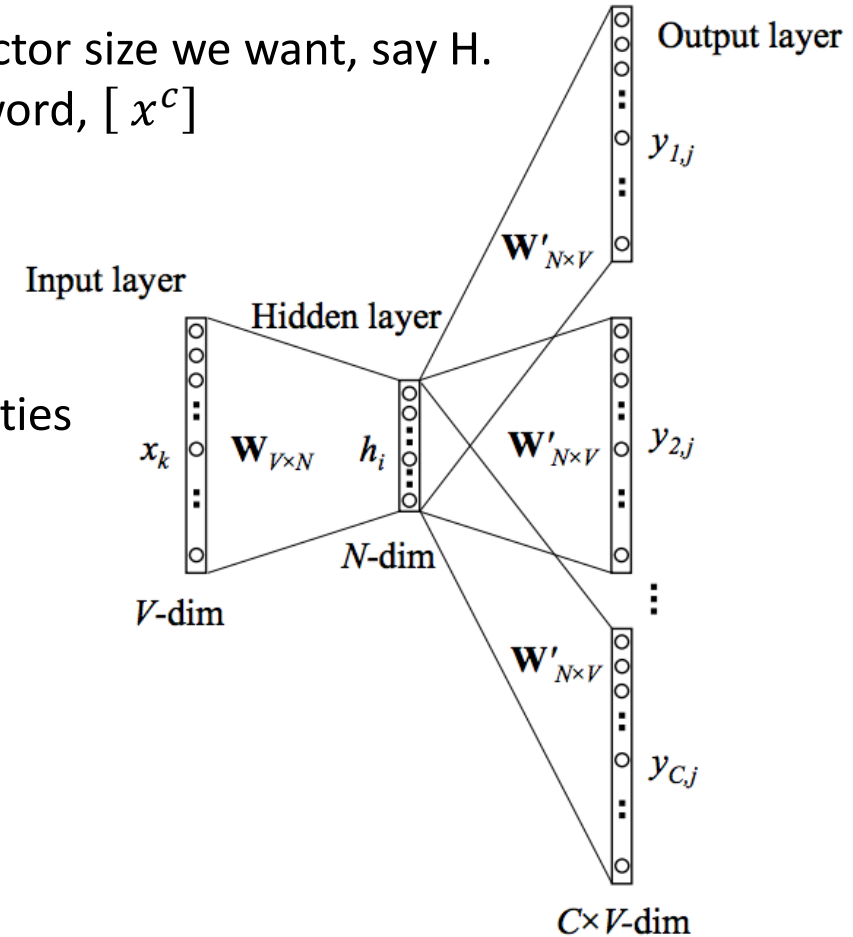 ctor size we want, say H.
vord, [ x^c]
Output layer
y_{1,j}
W'_{N×V}
Input layer
Hidden layer
ties
x_k
W_{V×N}
h_i
W'_{N×V}
y_{2,j}
N-dim
V-dim
W'_{N×V}
y_{C,j}
C×V-dim